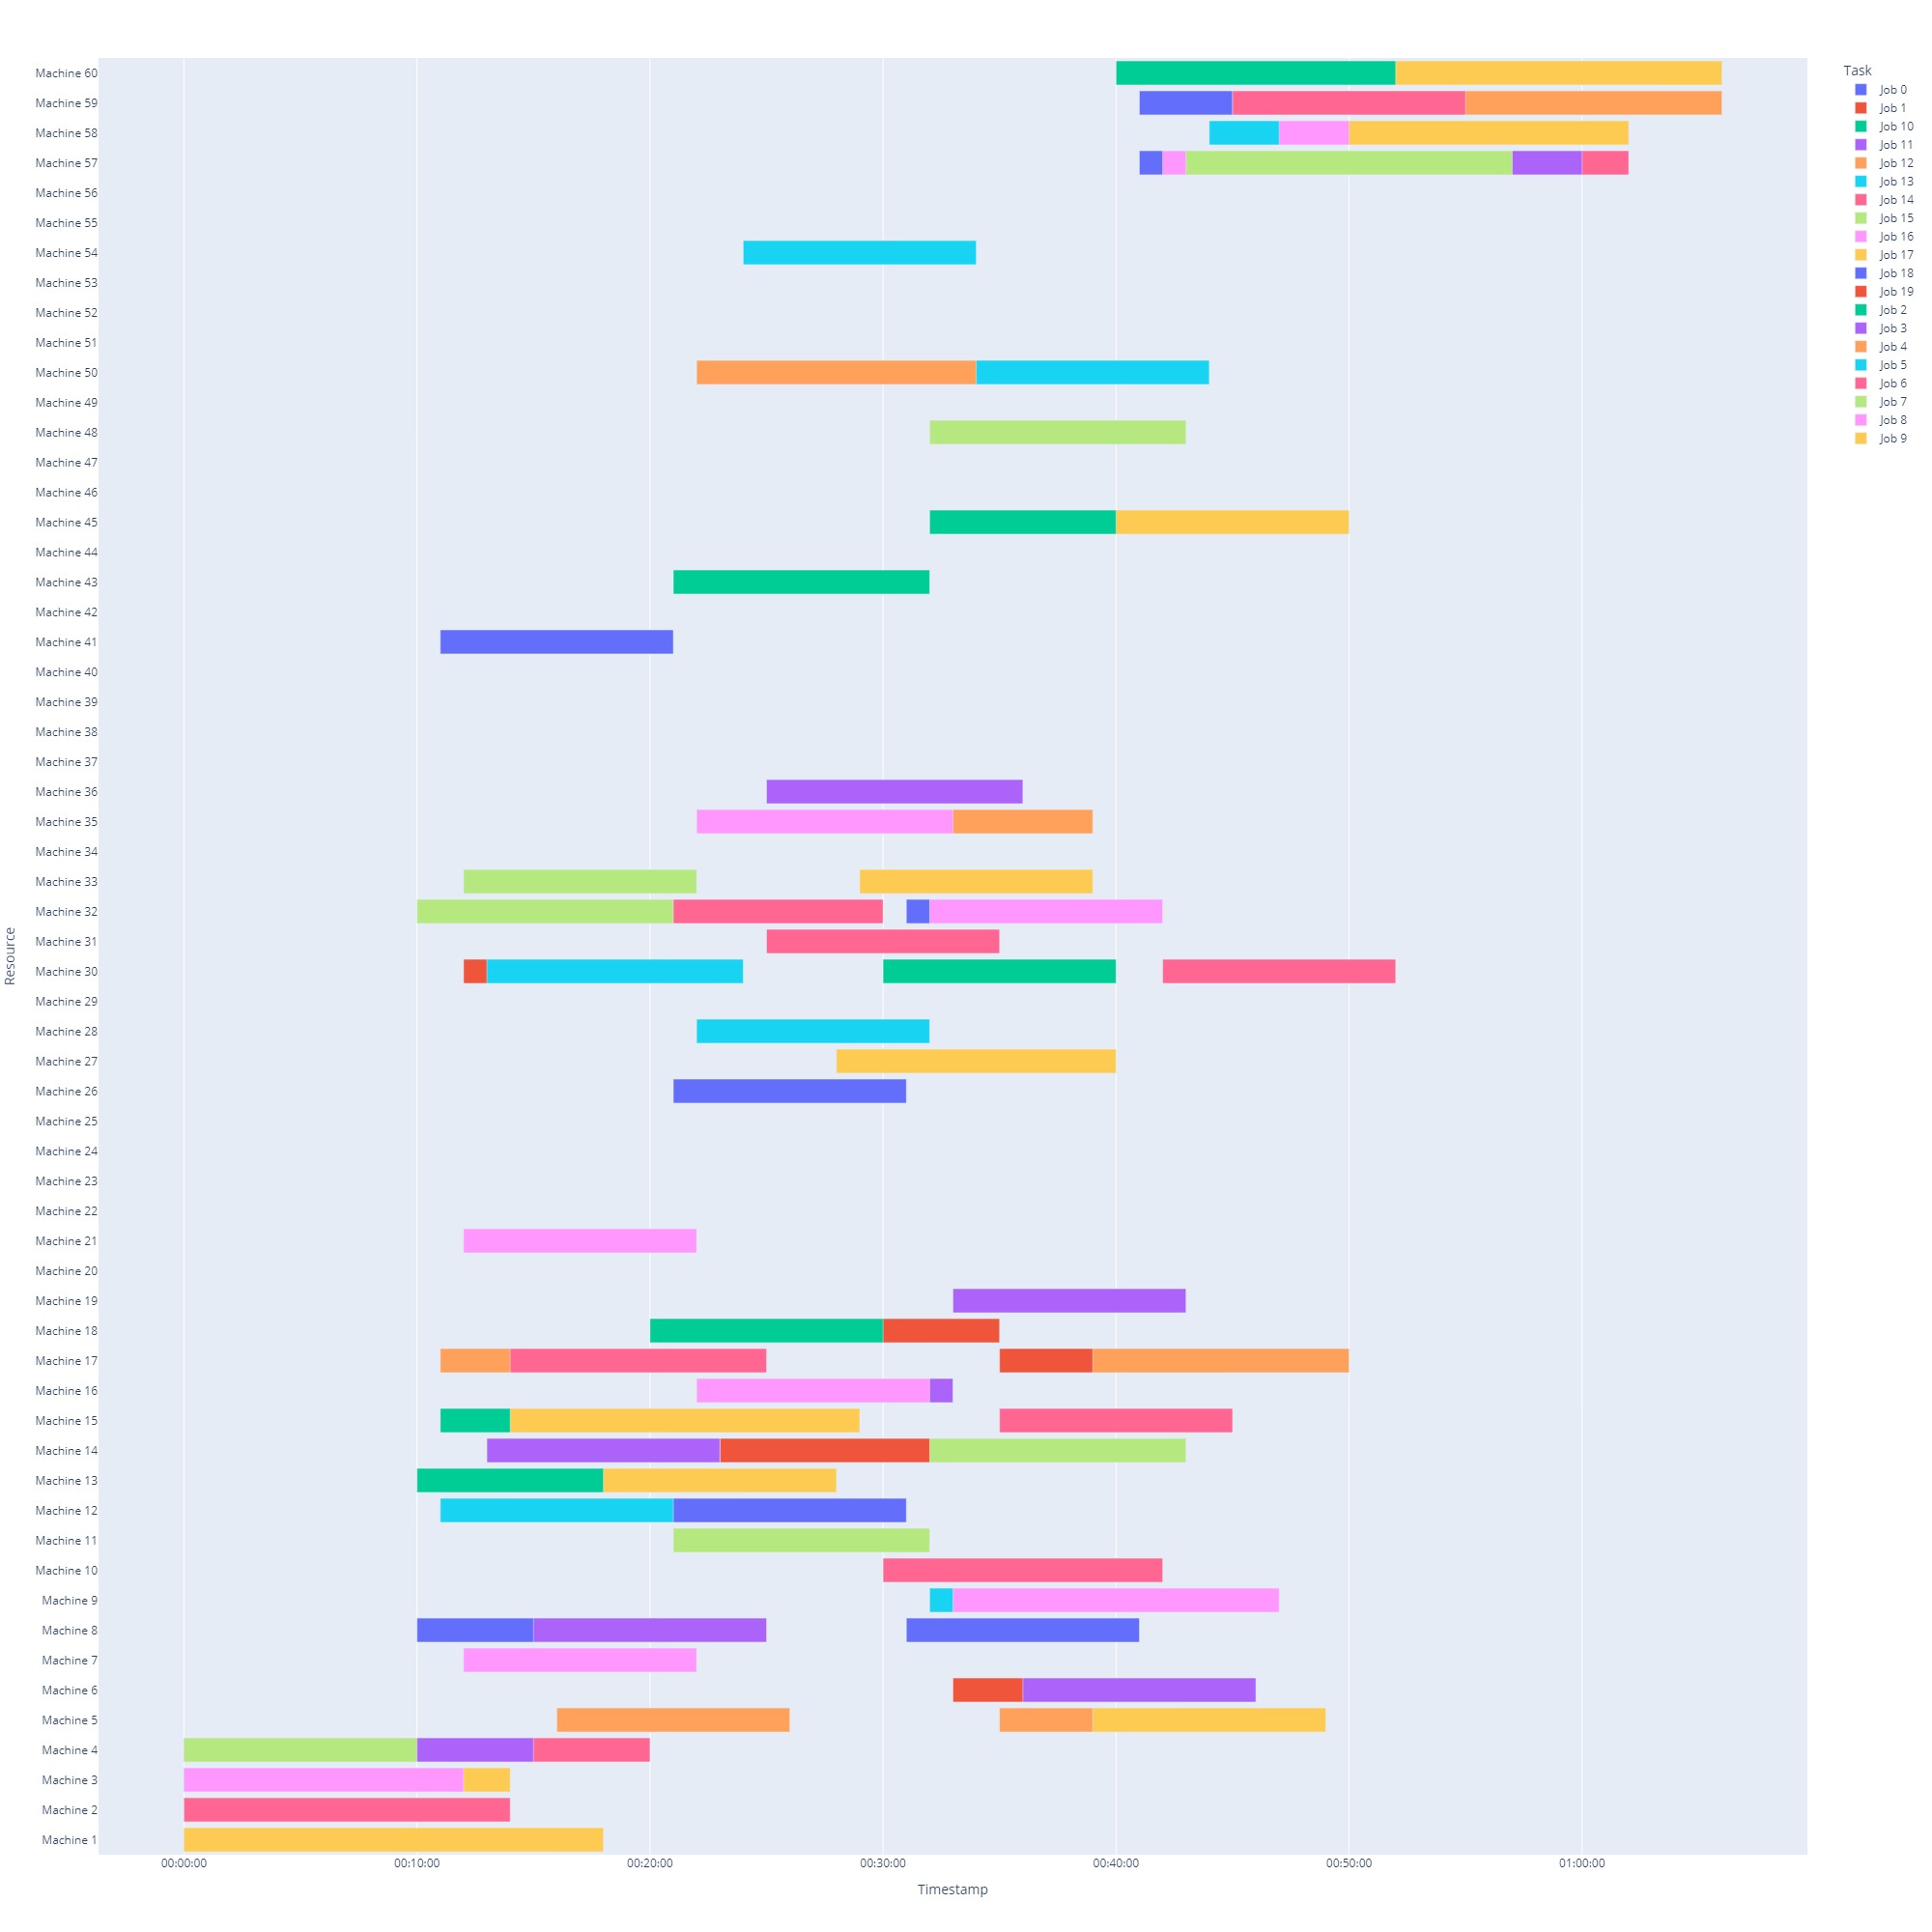 Machine 60
Machine 59
Machine 58
Machine 57
Machine 56
Machine 55
Machine 54
Machine 53
Machine 52
Machine 51
Machine 50
Machine 49
Machine 48
Machine 47
Machine 46
Machine 45
Machine 44
Machine 43
Machine 42
Machine 41
Machine 40
Machine 39
Machine 38
Machine 37
Machine 36
Machine 35
Machine 34
Machine 33
Machine 32
Machine 31
Machine 30
Machine 29
Machine 28
Machine 27
Machine 26
Machine 25
Machine 24
Machine 23
Machine 22
Machine 21
Machine 20
Machine 19
Machine 18
Machine 17
Machine 16
Machine 15
Machine 14
Machine 13
Machine 12
Machine 11
Machine 10
Machine 9
Machine 8
Machine 7
Machine 6
Machine 5
Machine 4
Machine 3
Machine 2
Machine 1
Resource
00:00:00 00:10:00 00:20:00 00:30:00 00:40:00 00:50:00 01:00:00
Timestamp
Task
Job 0
Job 1
Job 10
Job 11
Job 12
Job 13
Job 14
Job 15
Job 16
Job 17
Job 18
Job 19
Job 2
Job 3
Job 4
Job 5
Job 6
Job 7
Job 8
Job 9